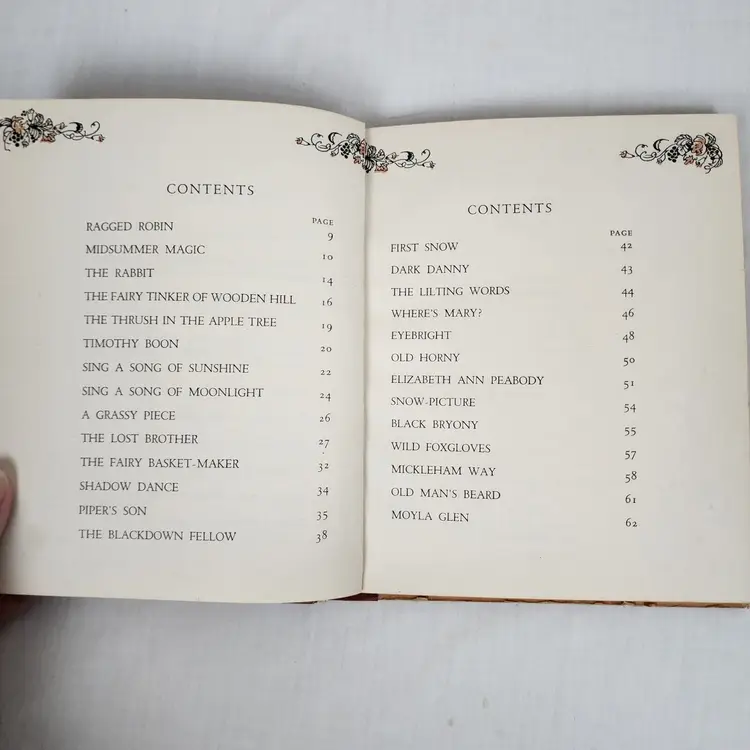 CONTENTS
PAGE
RAGGED ROBIN 9
MIDSUMMER MAGIC 10
THE RABBIT 14
THE FAIRY TINKER OF WOODEN HILL 16
THE THRUSH IN THE APPLE TREE 19
TIMOTHY BOON 20
SING A SONG OF SUNSHINE 22
SING A SONG OF MOONLIGHT 24
A GRASSY PIECE 26
THE LOST BROTHER 27
THE FAIRY BASKET-MAKER 32
SHADOW DANCE 34
PIPER'S SON 35
THE BLACKDOWN FELLOW 38
CONTENTS
PAGE
FIRST SNOW 42
DARK DANNY 43
THE LILTING WORDS 44
WHERE'S MARY? 46
EYEBRIGHT 48
OLD HORNY 50
ELIZABETH ANN PEABODY 51
SNOW-PICTURE 54
BLACK BRYONY 55
WILD FOXGLOVES 57
MICKLEHAM WAY 58
OLD MAN'S BEARD 61
MOYLA GLEN 62